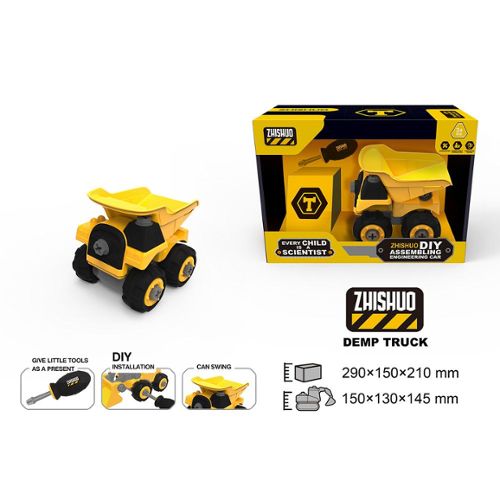 ZHISHUO
EVERY CHILD
IS A
SCIENTIST
ZHISHUO DIY
ASSEMBLING
ENGINEERING CAR
ZHISHUO
DEMP TRUCK
GIVE LITTLE TOOLS
AS A PRESENT
DIY
INSTALLATION
CAN SWING
290×150×210 mm
150×130×145 mm